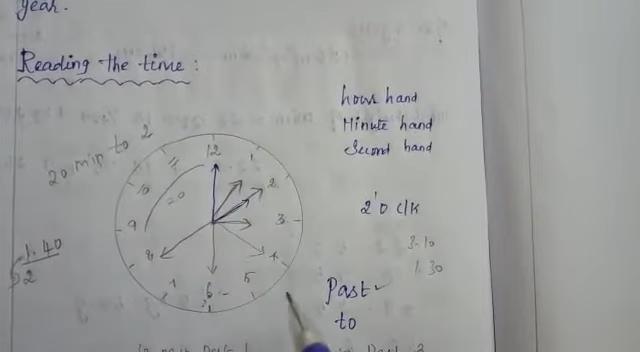 year.
Reading the time :
hour hand
Minute hand
Second hand
20 min to 2
12
11
1
10
20
2
2'O c/k
9
3
1.40
2
8
4
3.10
1.30
7
6
5
Past
to